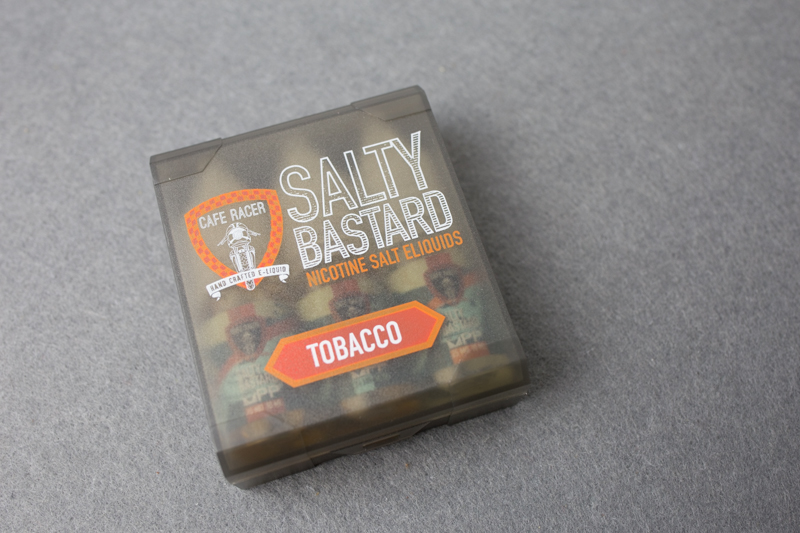 CAFE RACER
HAND CRAFTED E-LIQUID
SALTY
BASTARD
NICOTINE SALT ELIQUIDS
TOBACCO